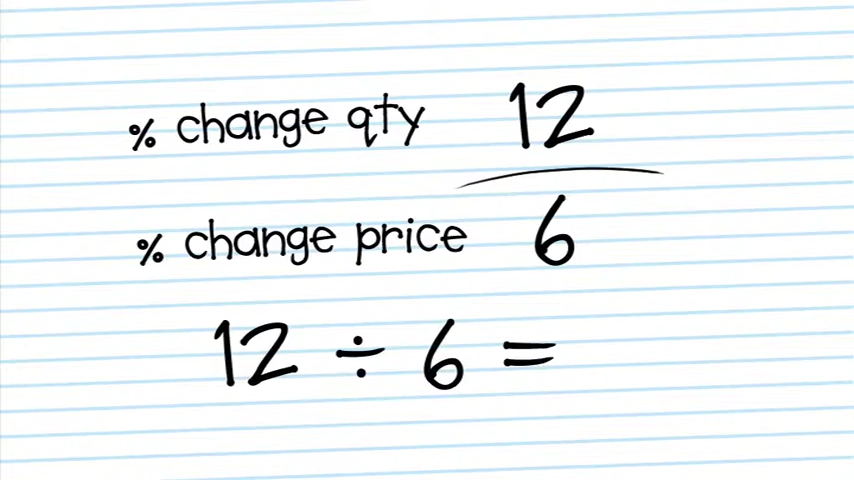 % change qty 12
% change price 6
12 ÷ 6 =